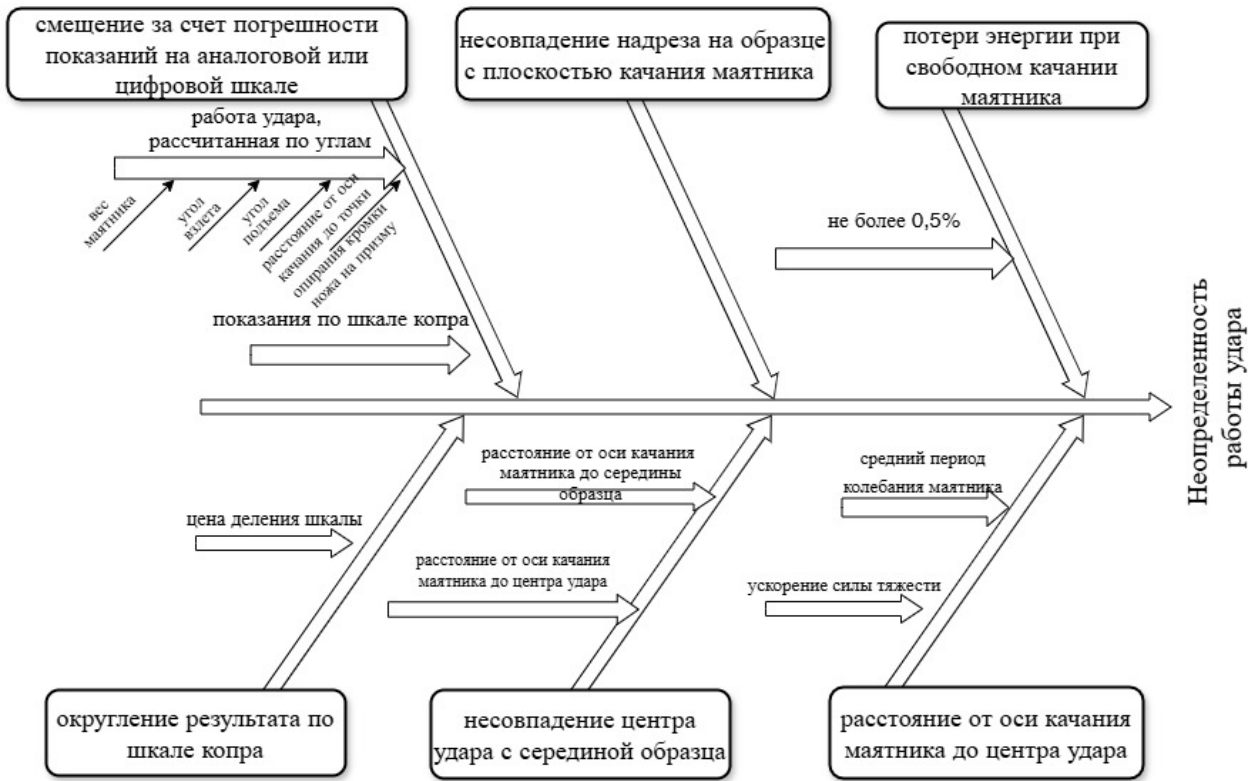 смещение за счет погрешности
показаний на аналоговой или
цифровой шкале
несовпадение надреза на образце
с плоскостью качания маятника
потери энергии при
свободном качании
маятника
работа удара,
рассчитанная по углам
вес
маятника
угол
взлета
угол
подъема
расстояние от оси
качания до точки
опирания кромки
ножа на призму
не более 0,5%
показания по шкале копра
Неопределенность
работы удара
расстояние от оси качания
маятника до середины
образца
средний период
колебания маятника
цена деления шкалы
расстояние от оси качания
маятника до центра удара
ускорение силы тяжести
округление результата по
шкале копра
несовпадение центра
удара с серединой образца
расстояние от оси качания
маятника до центра удара